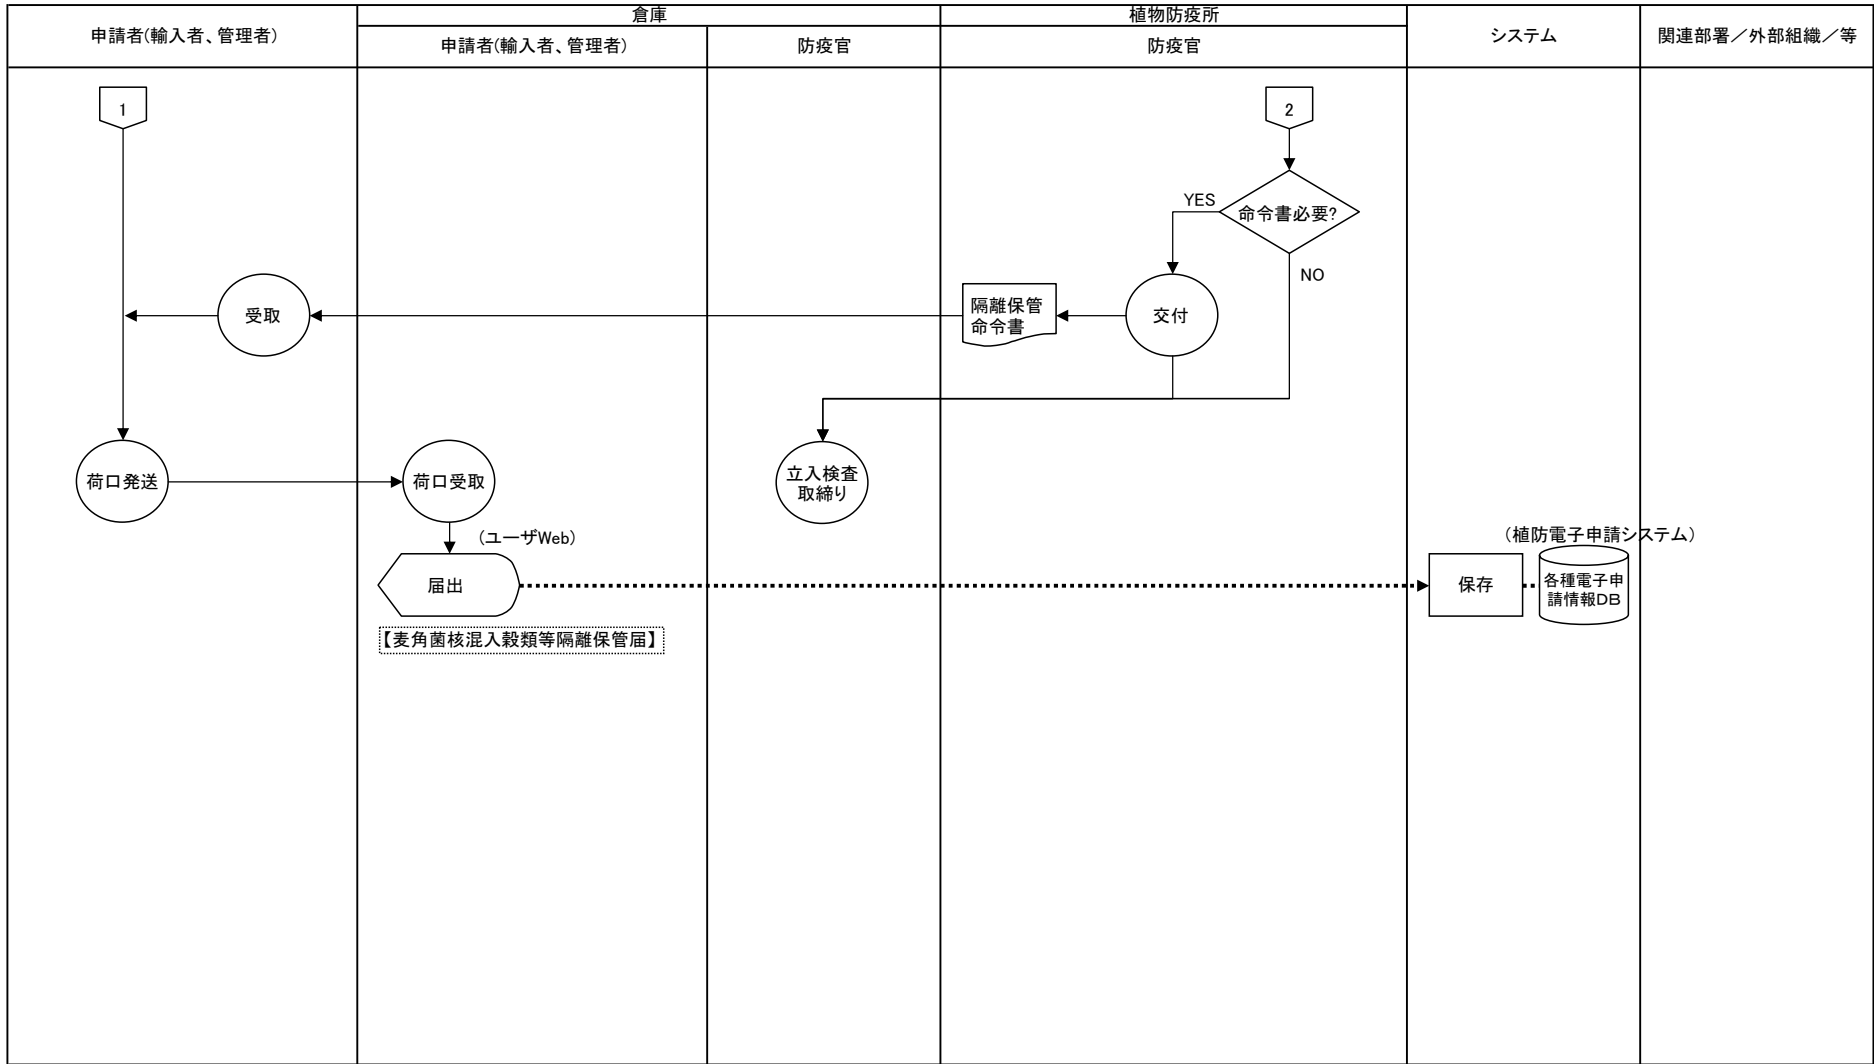 申請者(輸入者、管理者)
倉庫
申請者(輸入者、管理者)
防疫官
植物防疫所
防疫官
システム
関連部署／外部組織／等
1
2
命令書必要?
YES
NO
受取
隔離保管
命令書
交付
荷口発送
荷口受取
立入検査
取締り
(ユーザWeb)
届出
【麦角菌核混入穀類等隔離保管届】
(植防電子申請システム)
保存
各種電子申
請情報DB